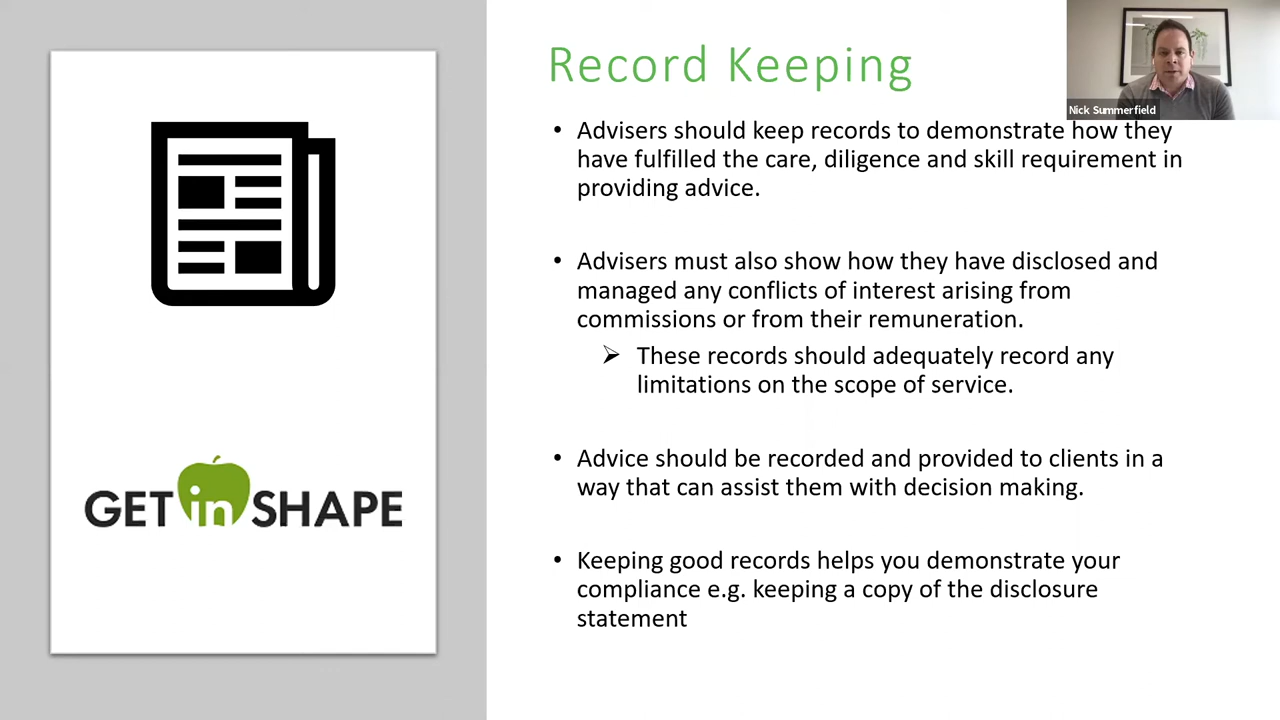 Record Keeping
Nick Summerfield
• Advisers should keep records to demonstrate how they
have fulfilled the care, diligence and skill requirement in
providing advice.
• Advisers must also show how they have disclosed and
managed any conflicts of interest arising from
commissions or from their remuneration.
➢ These records should adequately record any
limitations on the scope of service.
• Advice should be recorded and provided to clients in a
way that can assist them with decision making.
• Keeping good records helps you demonstrate your
compliance e.g. keeping a copy of the disclosure
statement
GET in SHAPE